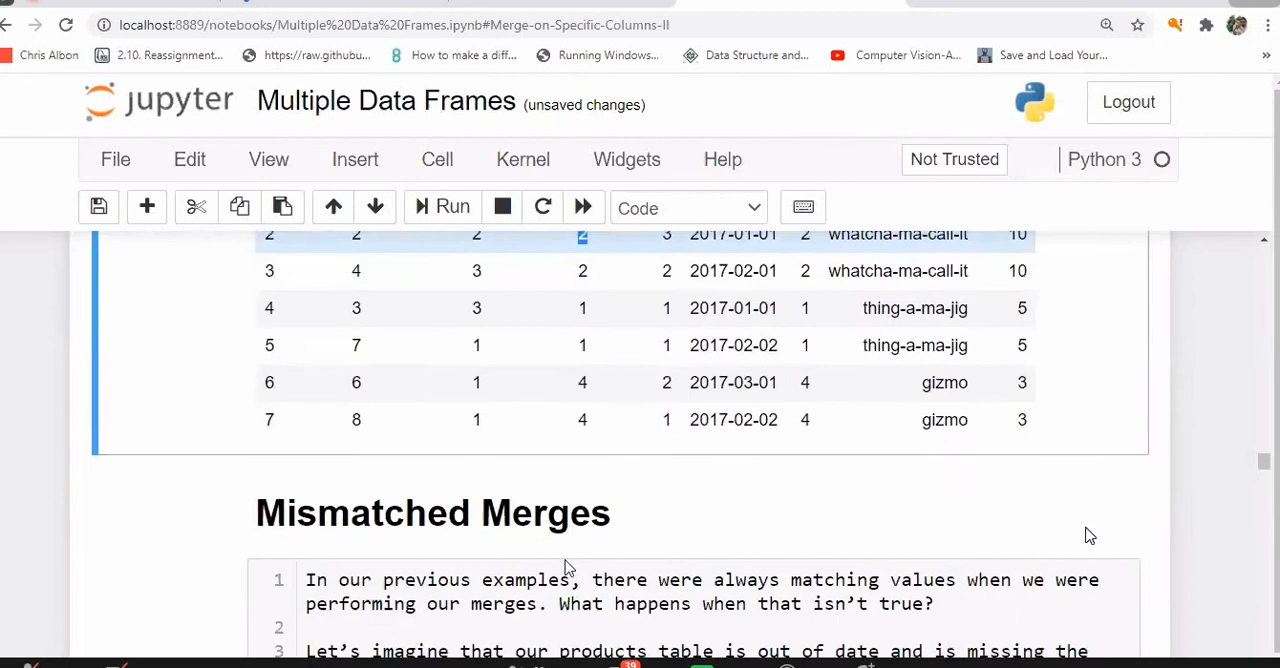 localhost:8889/notebooks/Multiple%20Data%20Frames.ipynb#Merge-on-Specific-Columns-II
Chris Albon 2.10. Reassignment... https://raw.githubu... How to make a diff... Running Windows... Data Structure and... Computer Vision-A... Save and Load Your... »
jupyter Multiple Data Frames (unsaved changes) Logout
File Edit View Insert Cell Kernel Widgets Help Not Trusted Python 3
Run Code
2 2 2 2 3 2017-01-01 2 whatcha-ma-call-it 10
3 4 3 2 2 2017-02-01 2 whatcha-ma-call-it 10
4 3 3 1 1 2017-01-01 1 thing-a-ma-jig 5
5 7 1 1 1 2017-02-02 1 thing-a-ma-jig 5
6 6 1 4 2 2017-03-01 4 gizmo 3
7 8 1 4 1 2017-02-02 4 gizmo 3
Mismatched Merges
1 In our previous examples, there were always matching values when we were
performing our merges. What happens when that isn’t true?
2
3 Let’s imagine that our products table is out of date and is missing the
39